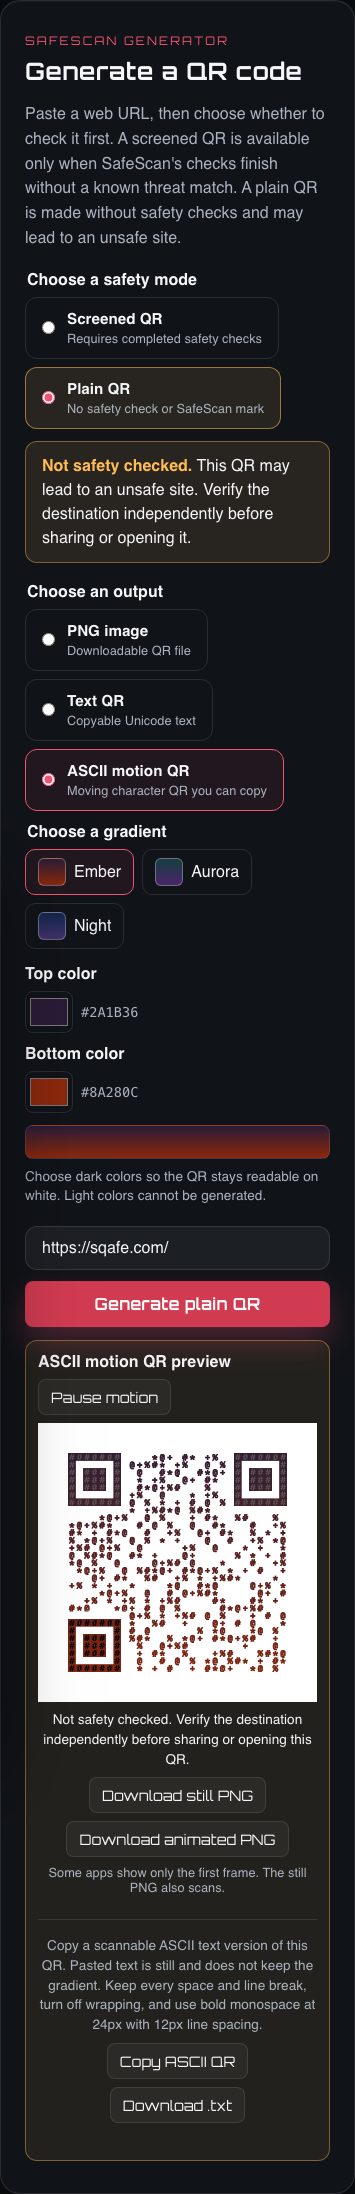 SAFESCAN GENERATOR
Generate a QR code
Paste a web URL, then choose whether to
check it first. A screened QR is available
only when SafeScan's checks finish
without a known threat match. A plain QR
is made without safety checks and may
lead to an unsafe site.
Choose a safety mode
Screened QR
Requires completed safety checks
Plain QR
No safety check or SafeScan mark
Not safety checked. This QR may
lead to an unsafe site. Verify the
destination independently before
sharing or opening it.
Choose an output
PNG image
Downloadable QR file
Text QR
Copyable Unicode text
ASCII motion QR
Moving character QR you can copy
Choose a gradient
Ember
Aurora
Night
Top color
#2A1B36
Bottom color
#8A280C
Choose dark colors so the QR stays readable on
white. Light colors cannot be generated.
https://sqafe.com/
Generate plain QR
ASCII motion QR preview
Pause motion
Not safety checked. Verify the destination
independently before sharing or opening this
QR.
Download still PNG
Download animated PNG
Some apps show only the first frame. The still
PNG also scans.
Copy a scannable ASCII text version of this
QR. Pasted text is still and does not keep the
gradient. Keep every space and line break,
turn off wrapping, and use bold monospace at
24px with 12px line spacing.
Copy ASCII QR
Download .txt